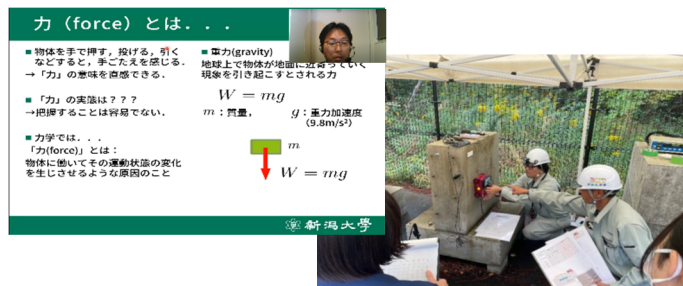 力（force）とは．．．
■ 物体を手で押す，投げる，引く
などすると，手ごたえを感じる．
→「力」の意味を直感できる．
■ 「力」の実態は？？？
→把握することは容易でない．
■ 力学では．．．
「力(force)」とは：
物体に働いてその運動状態の変化
を生じさせるような原因のこと
■ 重力(gravity)
地球上で物体が地面に近寄っていく
現象を引き起こすとされる力
W = mg
m：質量，
g：重力加速度
（9.8m/s²）
m
W = mg
新潟大學